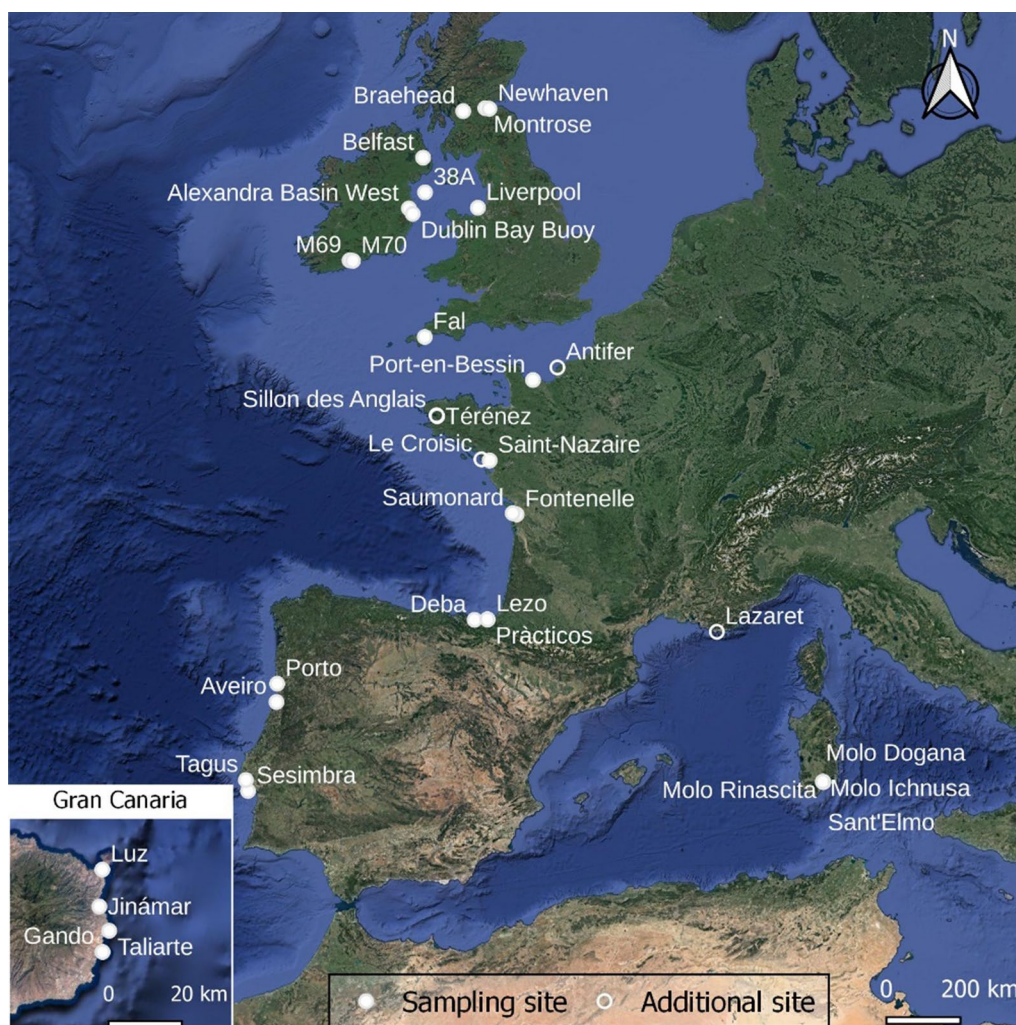 N
Braehead
Newhaven
Montrose
Belfast
38A
Alexandra Basin West
Liverpool
Dublin Bay Buoy
M69
M70
Fal
Port-en-Bessin
Antifer
Sillon des Anglais
Térénez
Le Croisic
Saint-Nazaire
Saumonard
Fontenelle
Deba
Lezo
Pràcticos
Lazaret
Porto
Aveiro
Tagus
Sesimbra
Molo Dogana
Molo Rinascita
Molo Ichnusa
Sant'Elmo
Gran Canaria
Luz
Jinámar
Gando
Taliarte
0 20 km
Sampling site
Additional site
0 200 km